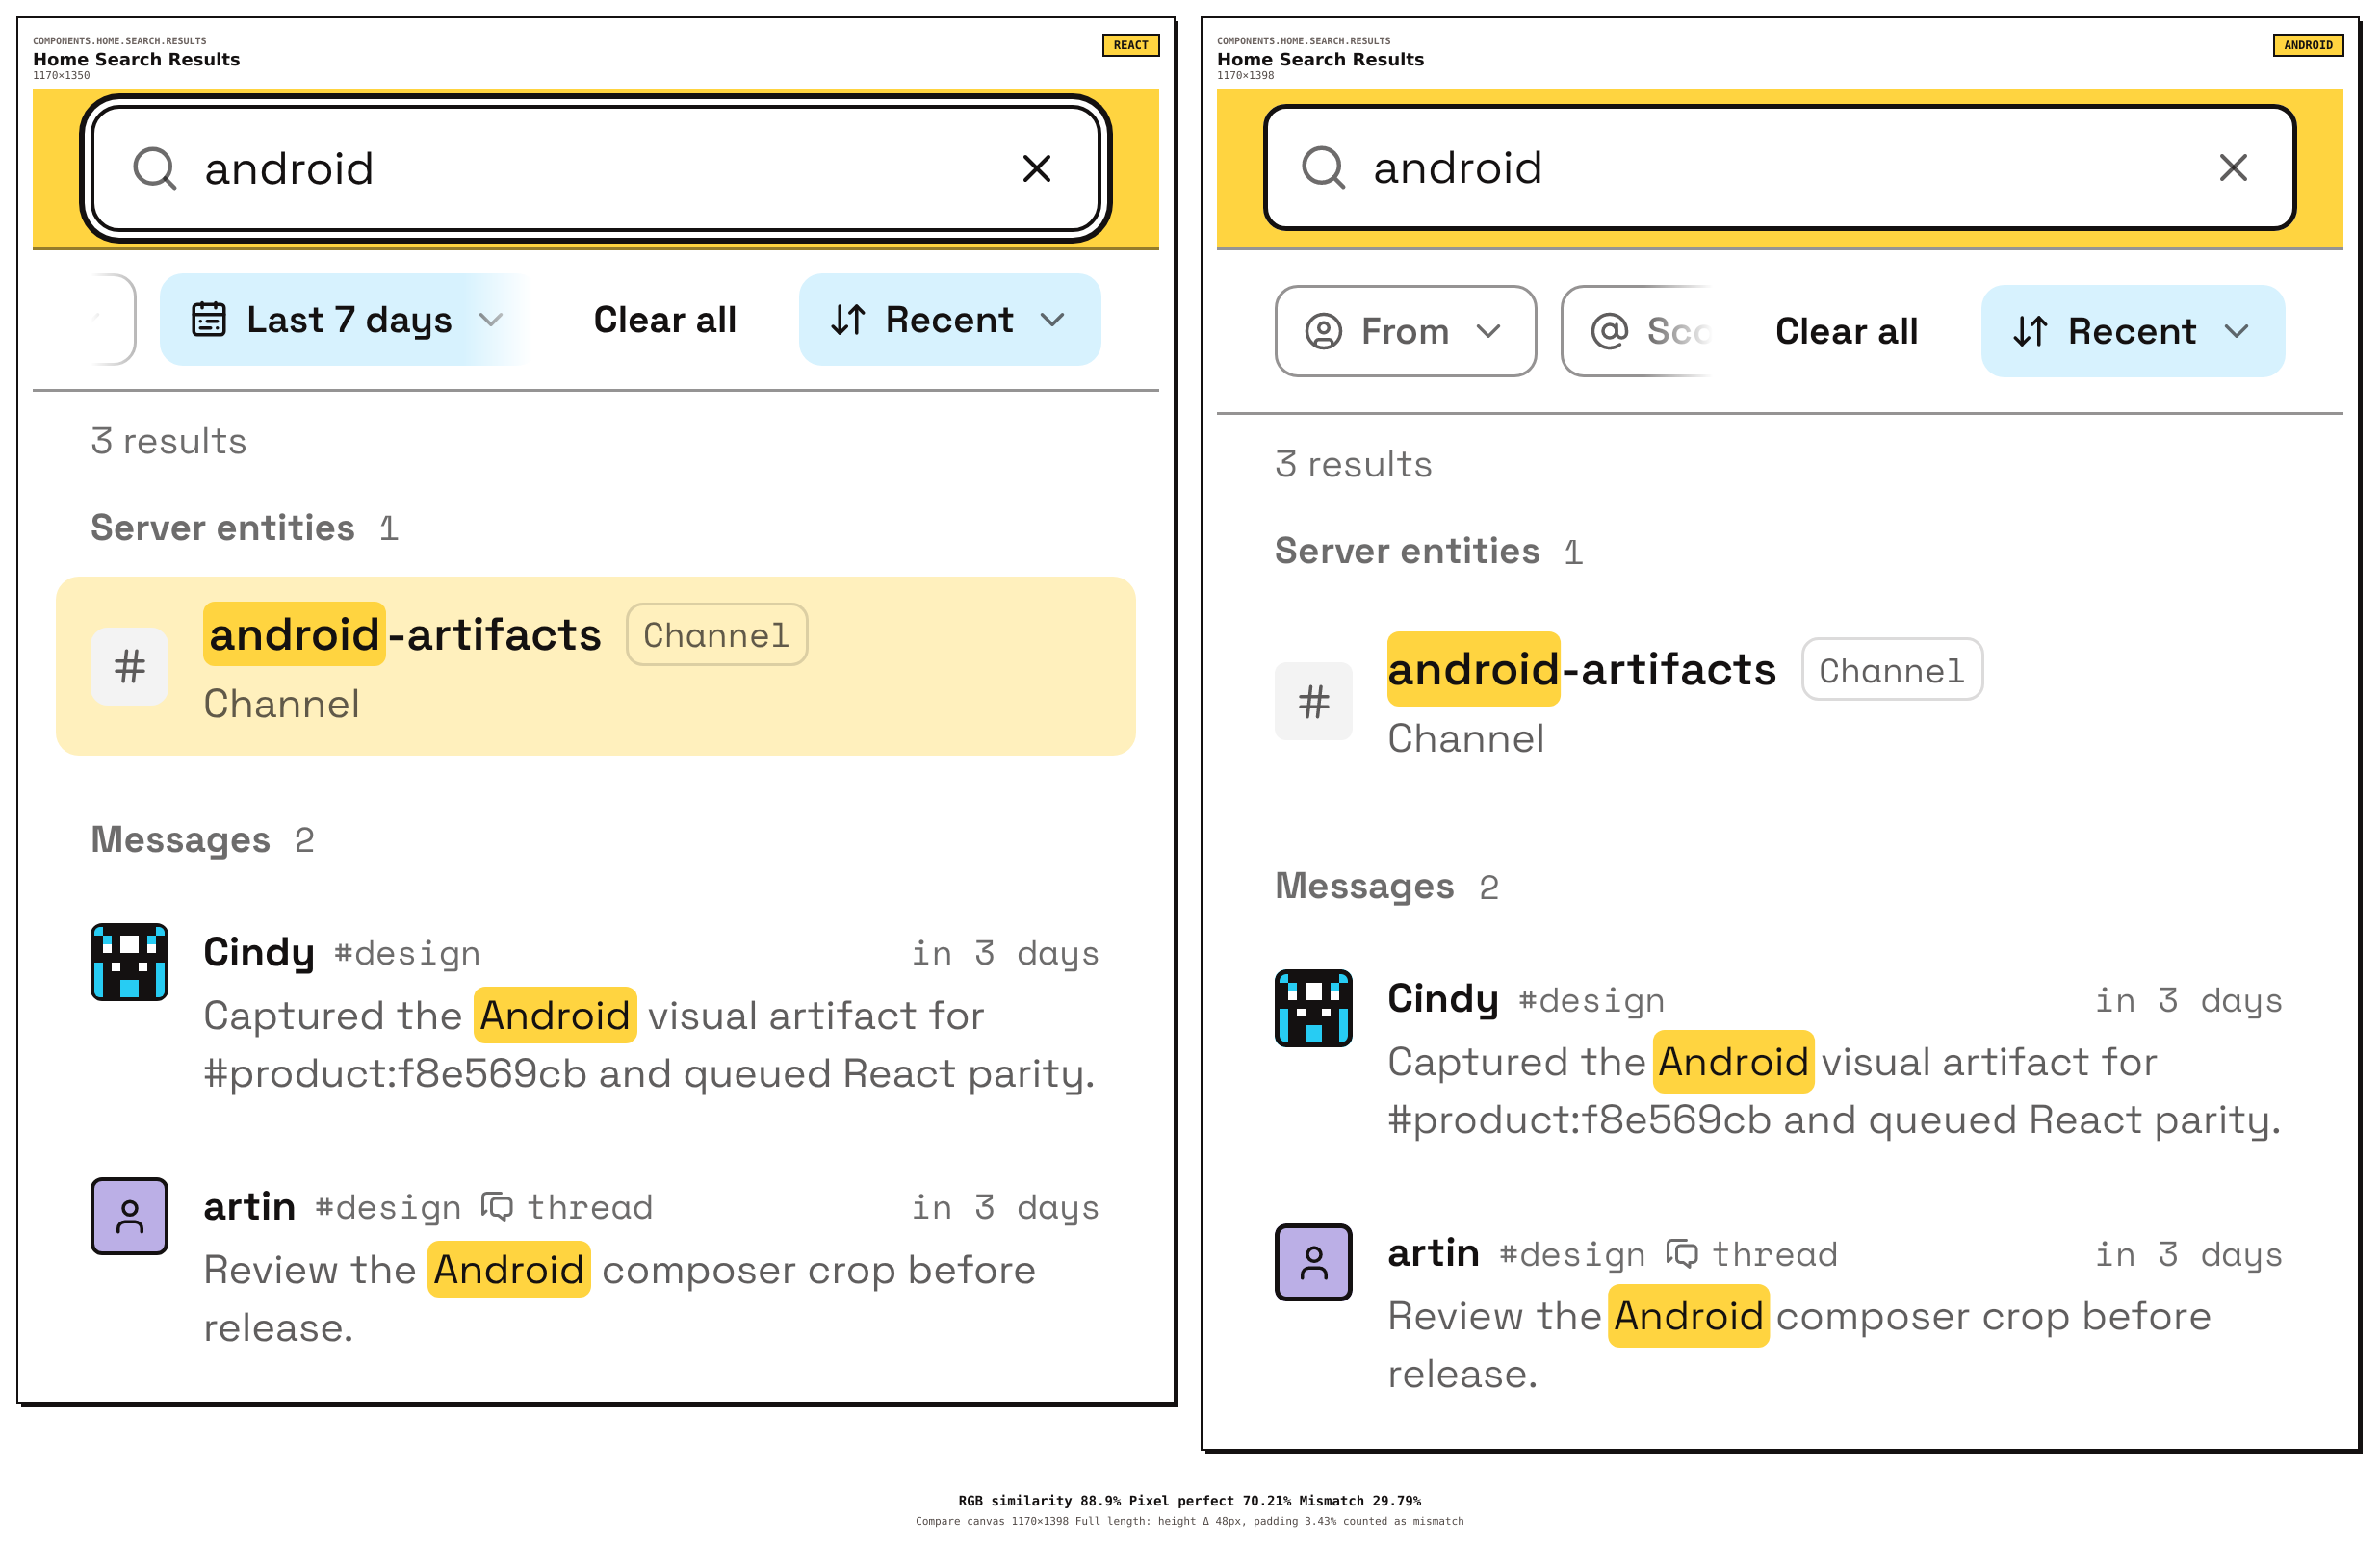 COMPONENTS.HOME.SEARCH.RESULTS
Home Search Results
1170×1350
REACT
android
Last 7 days
Clear all
Recent
3 results
Server entities 1
android-artifacts Channel
#
Channel
Messages 2
Cindy #design in 3 days
Captured the Android visual artifact for
#product:f8e569cb and queued React parity.
artin #design thread in 3 days
Review the Android composer crop before
release.
COMPONENTS.HOME.SEARCH.RESULTS
Home Search Results
1170×1398
ANDROID
android
From
@ Sco
Clear all
Recent
3 results
Server entities 1
android-artifacts Channel
#
Channel
Messages 2
Cindy #design in 3 days
Captured the Android visual artifact for
#product:f8e569cb and queued React parity.
artin #design thread in 3 days
Review the Android composer crop before
release.
RGB similarity 88.9% Pixel perfect 70.21% Mismatch 29.79%
Compare canvas 1170×1398 Full length: height Δ 48px, padding 3.43% counted as mismatch